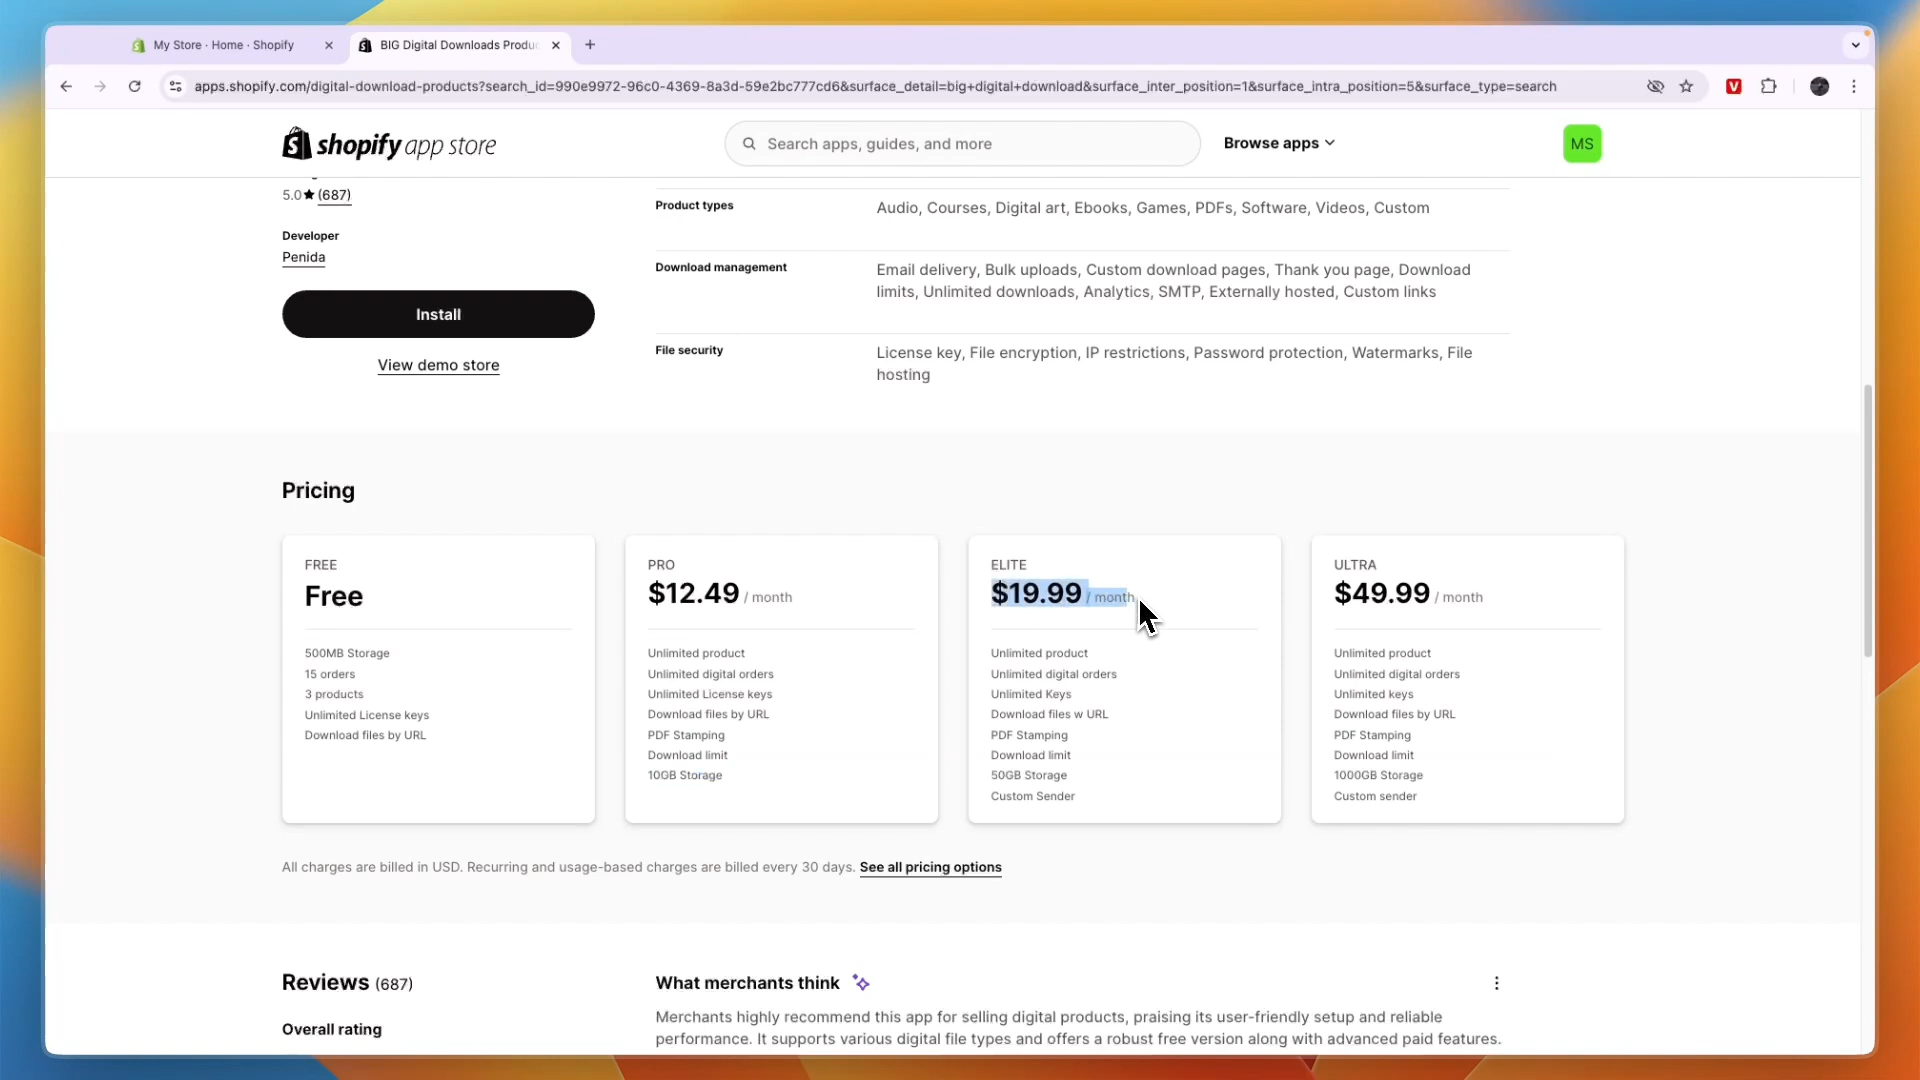 My Store · Home · Shopify
BIG Digital Downloads Produ
apps.shopify.com/digital-download-products?search_id=990e9972-96c0-4369-8a3d-59e2bc777cd6&surface_detail=big+digital+download&surface_inter_position=1&surface_intra_position=5&surface_type=search
V
shopify app store
Search apps, guides, and more
Browse apps
MS
5.0★ (687)
Developer
Penida
Install
View demo store
Product types
Audio, Courses, Digital art, Ebooks, Games, PDFs, Software, Videos, Custom
Download management
Email delivery, Bulk uploads, Custom download pages, Thank you page, Download
limits, Unlimited downloads, Analytics, SMTP, Externally hosted, Custom links
File security
License key, File encryption, IP restrictions, Password protection, Watermarks, File
hosting
Pricing
FREE
Free
500MB Storage
15 orders
3 products
Unlimited License keys
Download files by URL
PRO
$12.49 / month
Unlimited product
Unlimited digital orders
Unlimited License keys
Download files by URL
PDF Stamping
Download limit
10GB Storage
ELITE
$19.99 / month
Unlimited product
Unlimited digital orders
Unlimited Keys
Download files w URL
PDF Stamping
Download limit
50GB Storage
Custom Sender
ULTRA
$49.99 / month
Unlimited product
Unlimited digital orders
Unlimited keys
Download files by URL
PDF Stamping
Download limit
1000GB Storage
Custom sender
All charges are billed in USD. Recurring and usage-based charges are billed every 30 days. See all pricing options
Reviews (687)
Overall rating
What merchants think
Merchants highly recommend this app for selling digital products, praising its user-friendly setup and reliable
performance. It supports various digital file types and offers a robust free version along with advanced paid features.